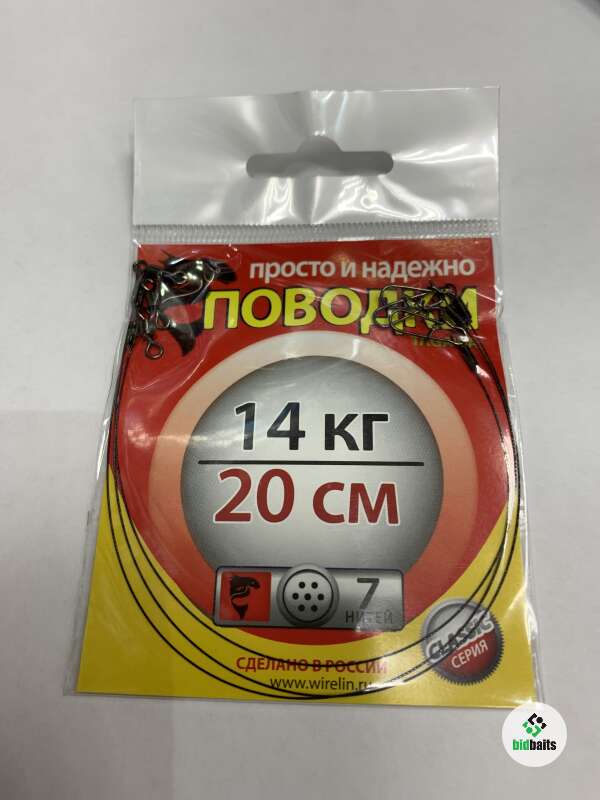 просто и надежно
ПОВОДКИ
14 кг
20 см
7
НИТЕЙ
CLASSIC
СЕРИЯ
СДЕЛАНО В РОССИИ
www.wirelin.ru
bidbaits